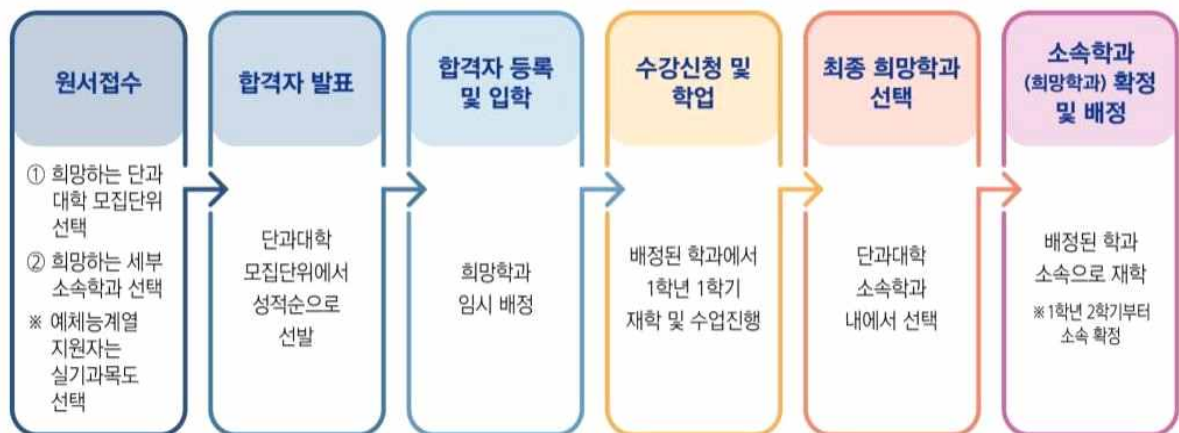 원서접수
① 희망하는 단과
대학 모집단위
선택
② 희망하는 세부
소속학과 선택
※ 예체능계열
지원자는
실기과목도
선택
합격자 발표
단과대학
모집단위에서
성적순으로
선발
합격자 등록
및 입학
희망학과
임시 배정
수강신청 및
학업
배정된 학과에서
1학년 1학기
재학 및 수업진행
최종 희망학과
선택
단과대학
소속학과
내에서 선택
소속학과
(희망학과) 확정
및 배정
배정된 학과
소속으로 재학
※ 1학년 2학기부터
소속 확정